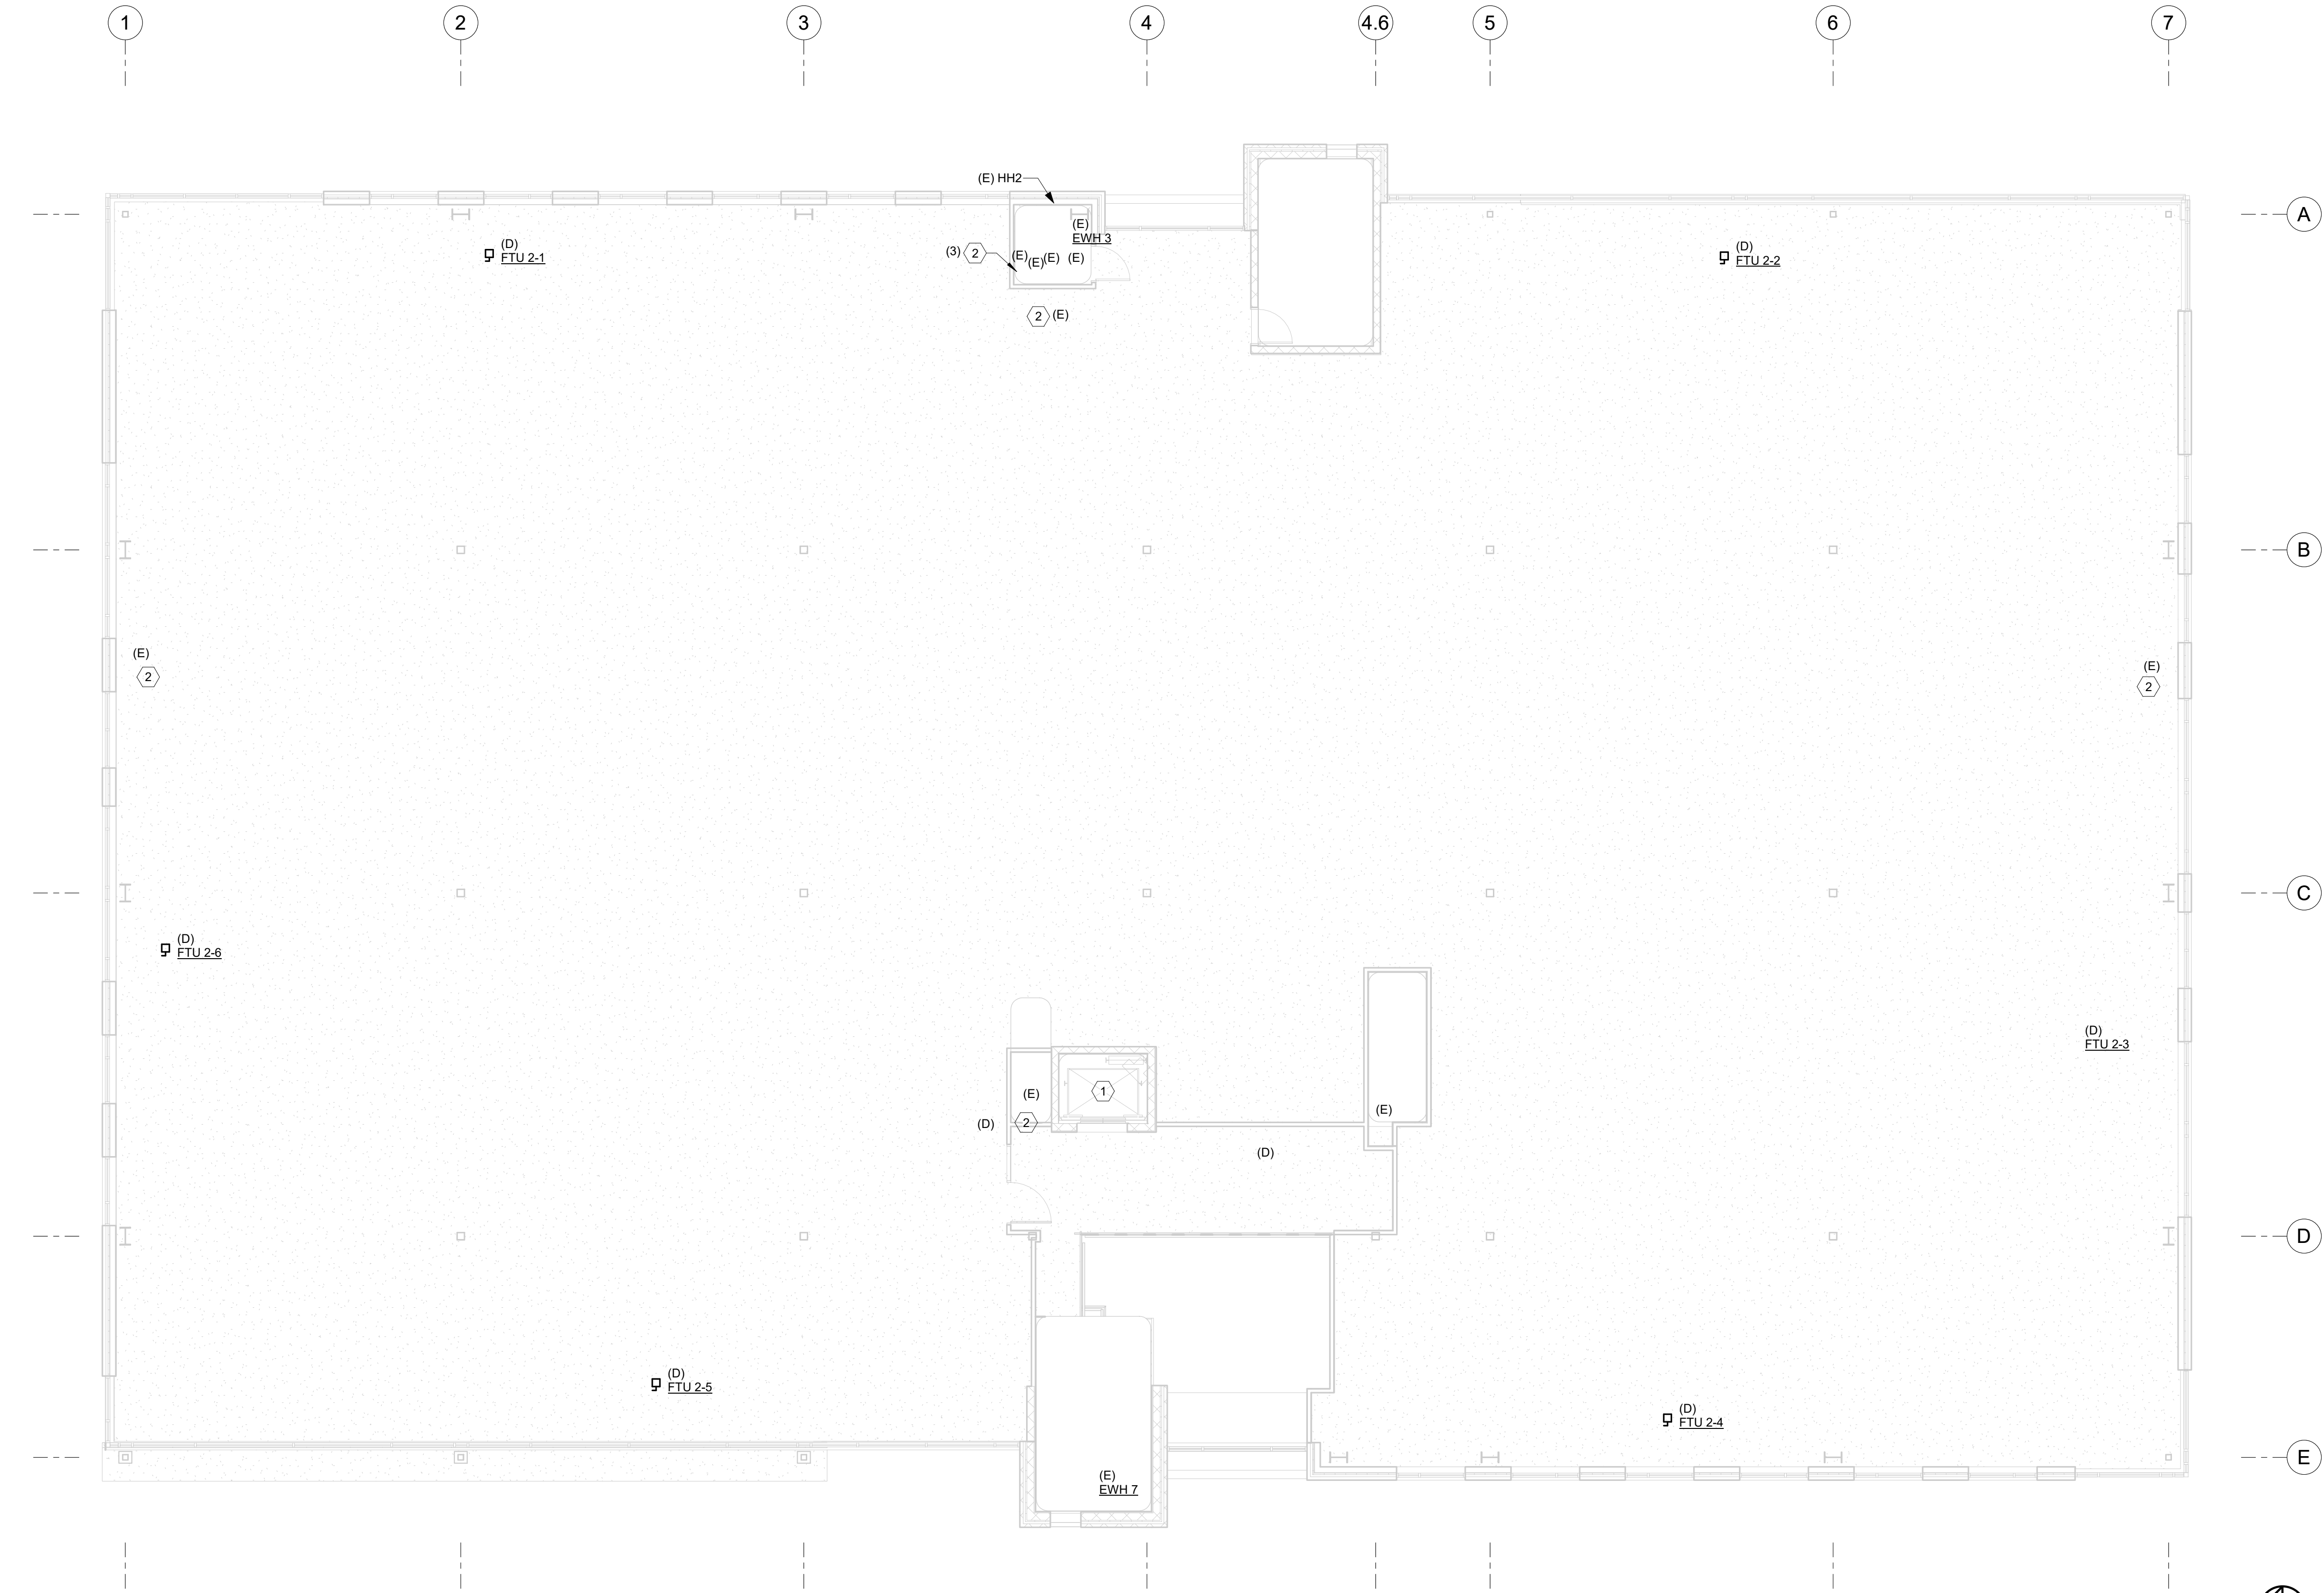 1
2
3
4
4.6
5
6
7
(E) HH2
A
(E)
EWH 3
(D)
FTU 2-1
(D)
FTU 2-2
(3) 2
(E)
(E)
(E)
(E)
2 (E)
B
(E)
2
(E)
2
C
(D)
FTU 2-6
(D)
FTU 2-3
(E)
1
(E)
(D)
2
(D)
D
(D)
FTU 2-5
(D)
FTU 2-4
E
(E)
EWH 7